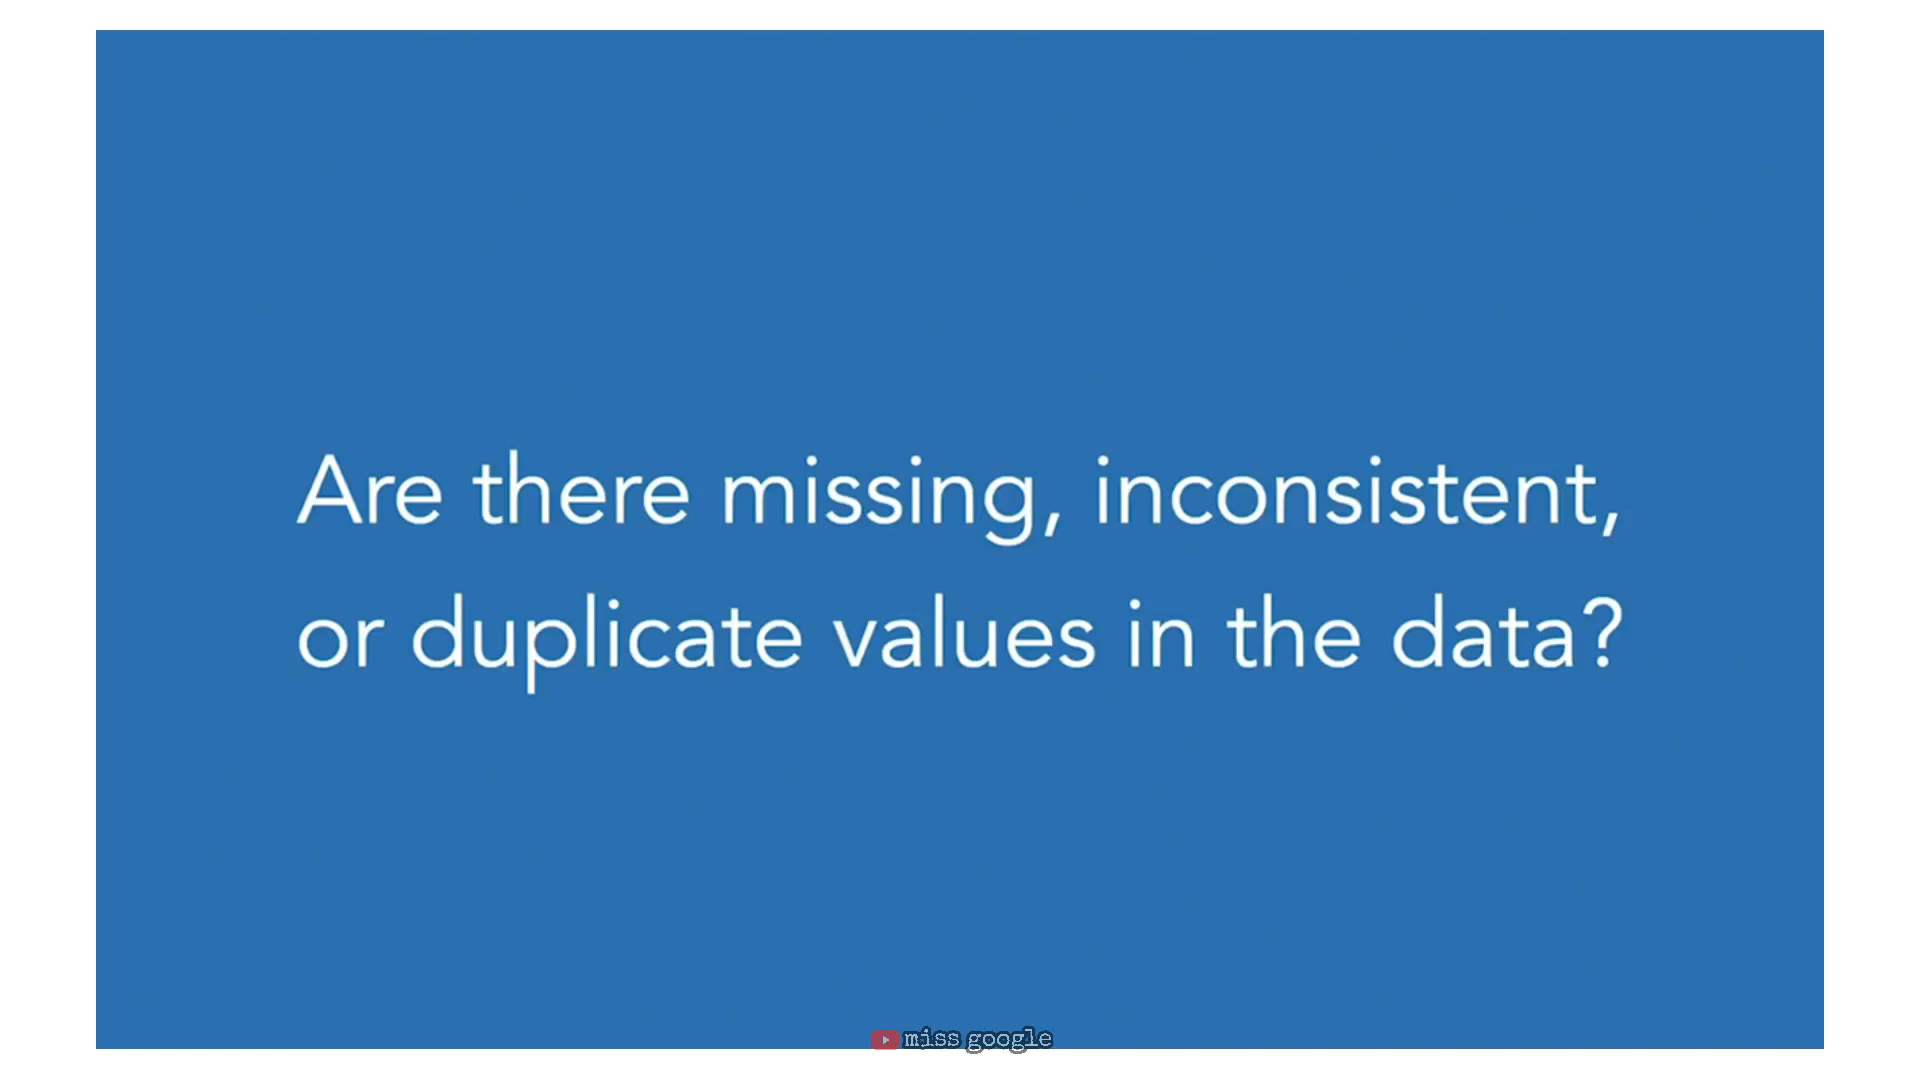 Are there missing, inconsistent,
or duplicate values in the data?
miss google